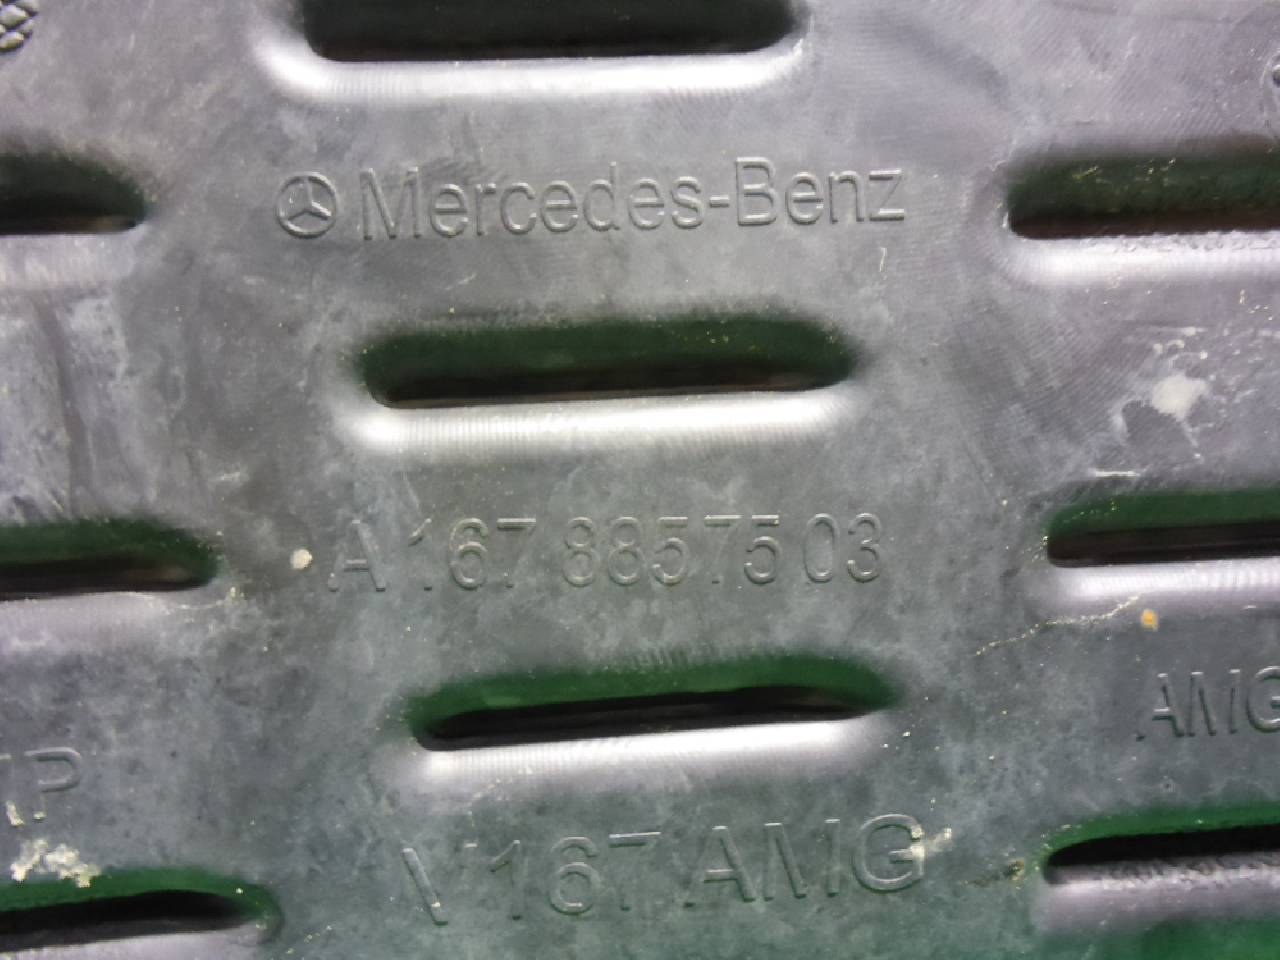 Mercedes-Benz
A 167 885 75 03
AMG
V167 AMG